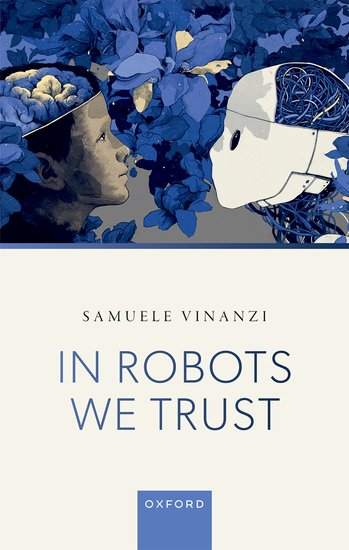 SAMUELE VINANZI
IN ROBOTS
WE TRUST
OXFORD